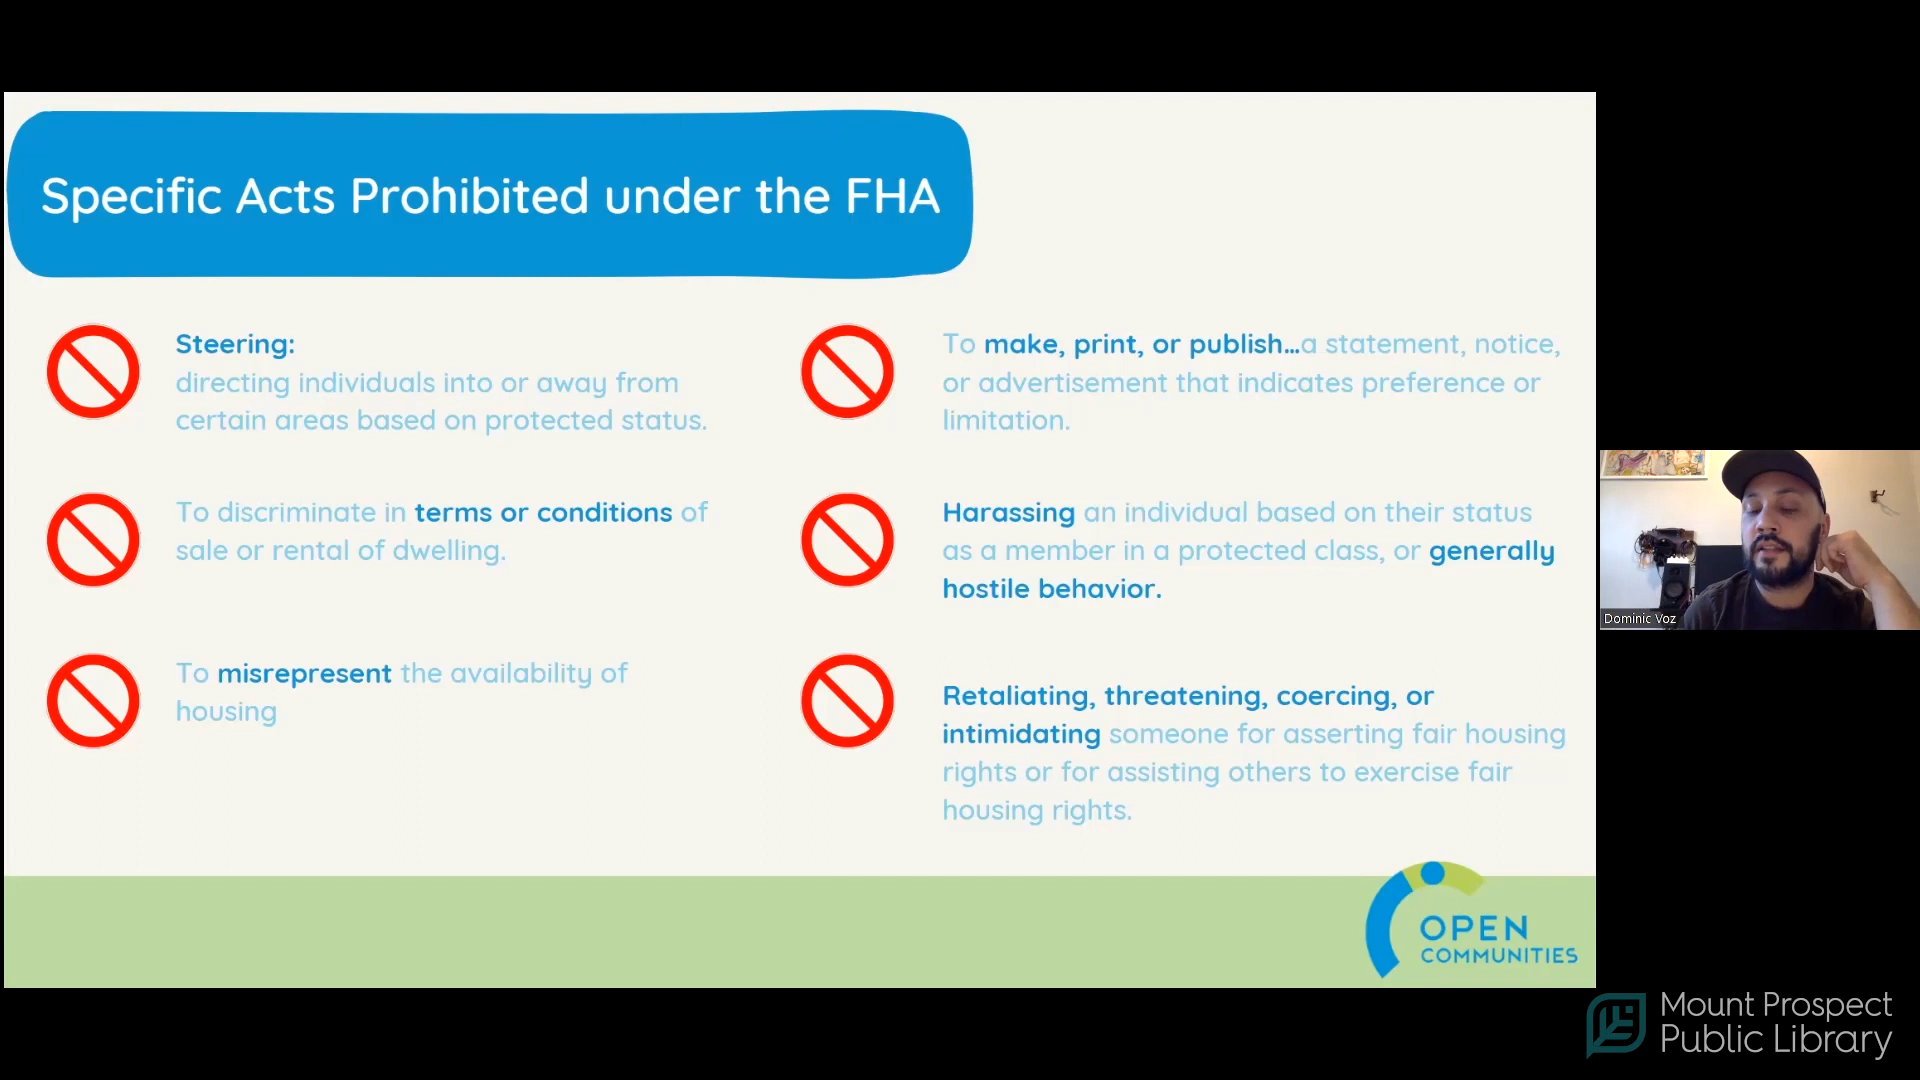 Specific Acts Prohibited under the FHA
Steering:
directing individuals into or away from
certain areas based on protected status.
To discriminate in terms or conditions of
sale or rental of dwelling.
To misrepresent the availability of
housing
To make, print, or publish...a statement, notice,
or advertisement that indicates preference or
limitation.
Harassing an individual based on their status
as a member in a protected class, or generally
hostile behavior.
Retaliating, threatening, coercing, or
intimidating someone for asserting fair housing
rights or for assisting others to exercise fair
housing rights.
OPEN
COMMUNITIES
Dominic Voz
Mount Prospect
Public Library